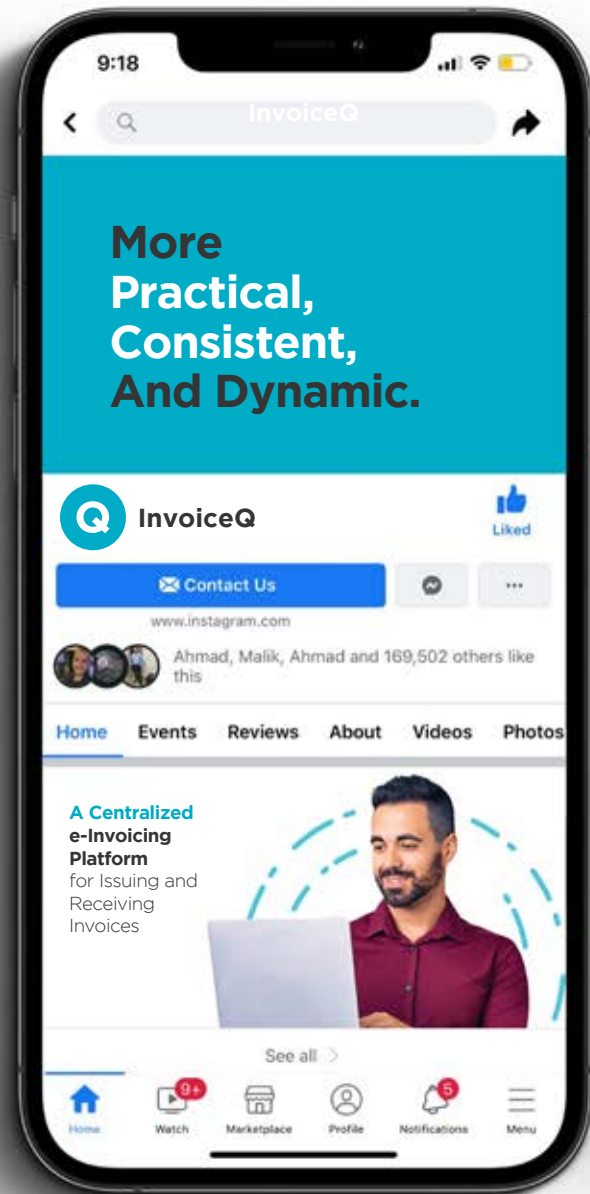 9:18
InvoiceQ
More
Practical,
Consistent,
And Dynamic.
Q InvoiceQ
Liked
Contact Us
www.instagram.com
Ahmad, Malik, Ahmad and 169,502 others like
this
Home Events Reviews About Videos Photos
A Centralized
e-Invoicing
Platform
for Issuing and
Receiving
Invoices
See all
9+ 5
Home Watch Marketplace Profile Notifications Menu